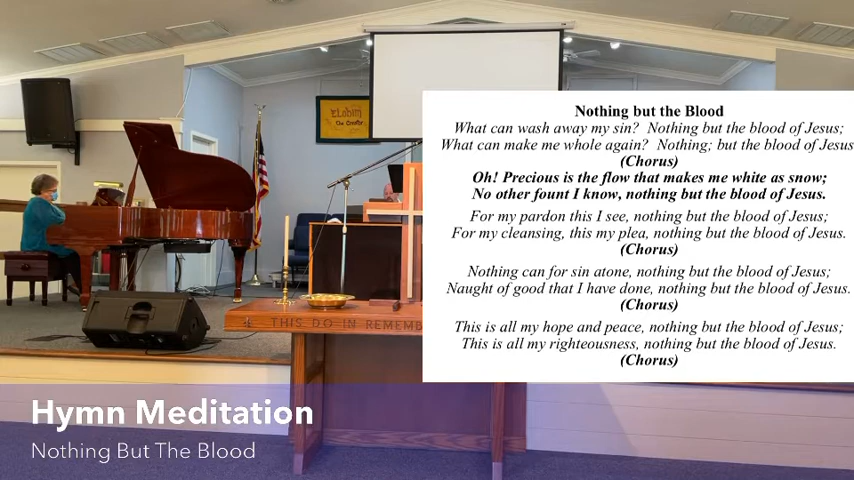 Elohim
the Creator
THIS DO IN REMEMB
Nothing but the Blood
What can wash away my sin?  Nothing but the blood of Jesus;
What can make me whole again?  Nothing; but the blood of Jesus
(Chorus)
Oh! Precious is the flow that makes me white as snow;
No other fount I know, nothing but the blood of Jesus.
For my pardon this I see, nothing but the blood of Jesus;
For my cleansing, this my plea, nothing but the blood of Jesus.
(Chorus)
Nothing can for sin atone, nothing but the blood of Jesus;
Naught of good that I have done, nothing but the blood of Jesus.
(Chorus)
This is all my hope and peace, nothing but the blood of Jesus;
This is all my righteousness, nothing but the blood of Jesus.
(Chorus)
Hymn Meditation
Nothing But The Blood